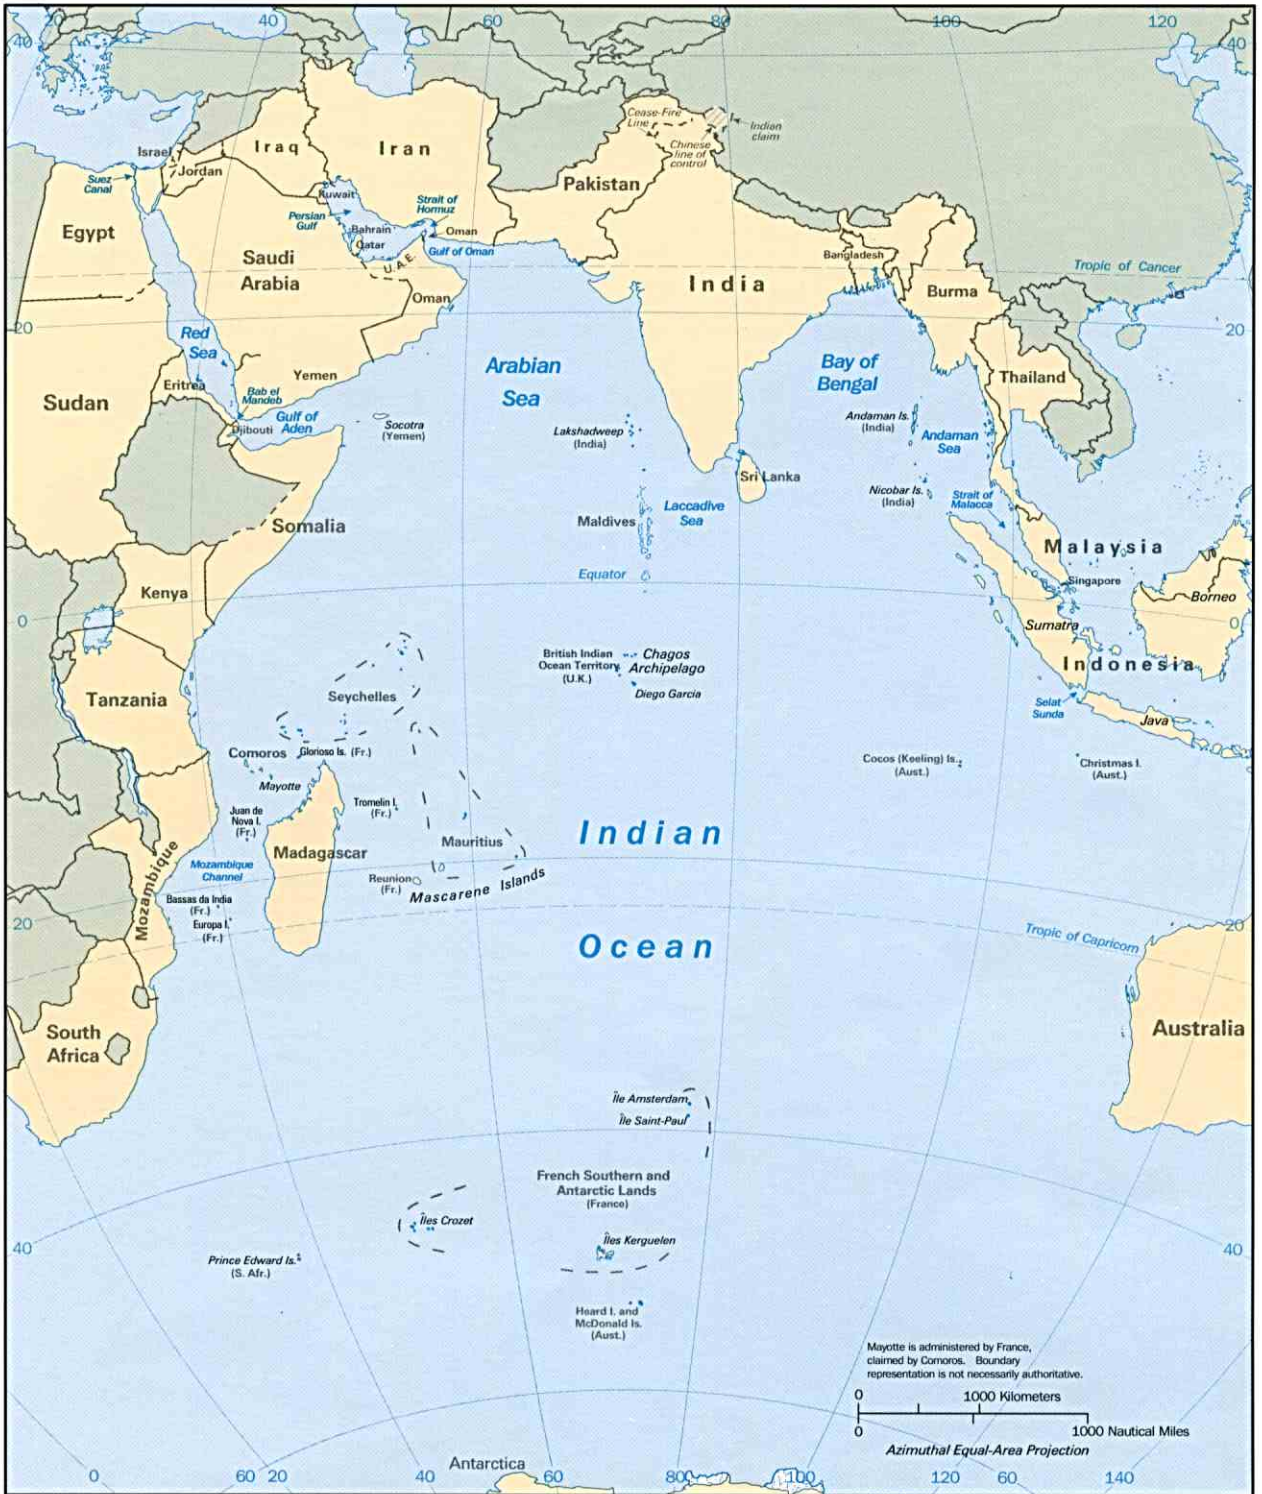 20
40
60
80
100
120
40
40
Cease-Fire
Line
Indian
claim
Chinese
line of
control
Israel
Iraq
Iran
Jordan
Suez
Canal
Pakistan
Kuwait
Strait of
Hormuz
Persian
Gulf
Bahrain
Qatar
Oman
Egypt
Gulf of Oman
Bangladesh
U.A.E.
Saudi
Arabia
Tropic of Cancer
India
Burma
Oman
20
20
Red
Sea
Arabian
Sea
Bay of
Bengal
Yemen
Thailand
Eritrea
Bab el
Mandeb
Sudan
Gulf of
Aden
Djibouti
Socotra
(Yemen)
Lakshadweep
(India)
Andaman Is.
(India)
Andaman
Sea
Sri Lanka
Nicobar Is.
(India)
Strait of
Malacca
Laccadive
Sea
Somalia
Maldives
Malaysia
Equator
Singapore
Kenya
Borneo
0
0
Sumatra
British Indian
Ocean Territory
(U.K.)
Chagos
Archipelago
Indonesia
Diego Garcia
Seychelles
Tanzania
Selat
Sunda
Java
Comoros
Glorioso Is. (Fr.)
Cocos (Keeling) Is.
(Aust.)
Christmas I.
(Aust.)
Mayotte
Juan de
Nova I.
(Fr.)
Tromelin I.
(Fr.)
Indian
Mauritius
Madagascar
Mozambique
Mozambique
Channel
Reunion
(Fr.)
Mascarene Islands
Bassas da India
(Fr.)
Europa I.
(Fr.)
20
20
Tropic of Capricorn
Ocean
South
Africa
Australia
Île Amsterdam
Île Saint-Paul
French Southern and
Antarctic Lands
(France)
Îles Crozet
Îles Kerguelen
40
40
Prince Edward Is.
(S. Afr.)
Heard I. and
McDonald Is.
(Aust.)
Mayotte is administered by France,
claimed by Comoros. Boundary
representation is not necessarily authoritative.
0
1000 Kilometers
0
1000 Nautical Miles
Azimuthal Equal-Area Projection
Antarctica
0
60
20
40
60
80
100
120
60
140